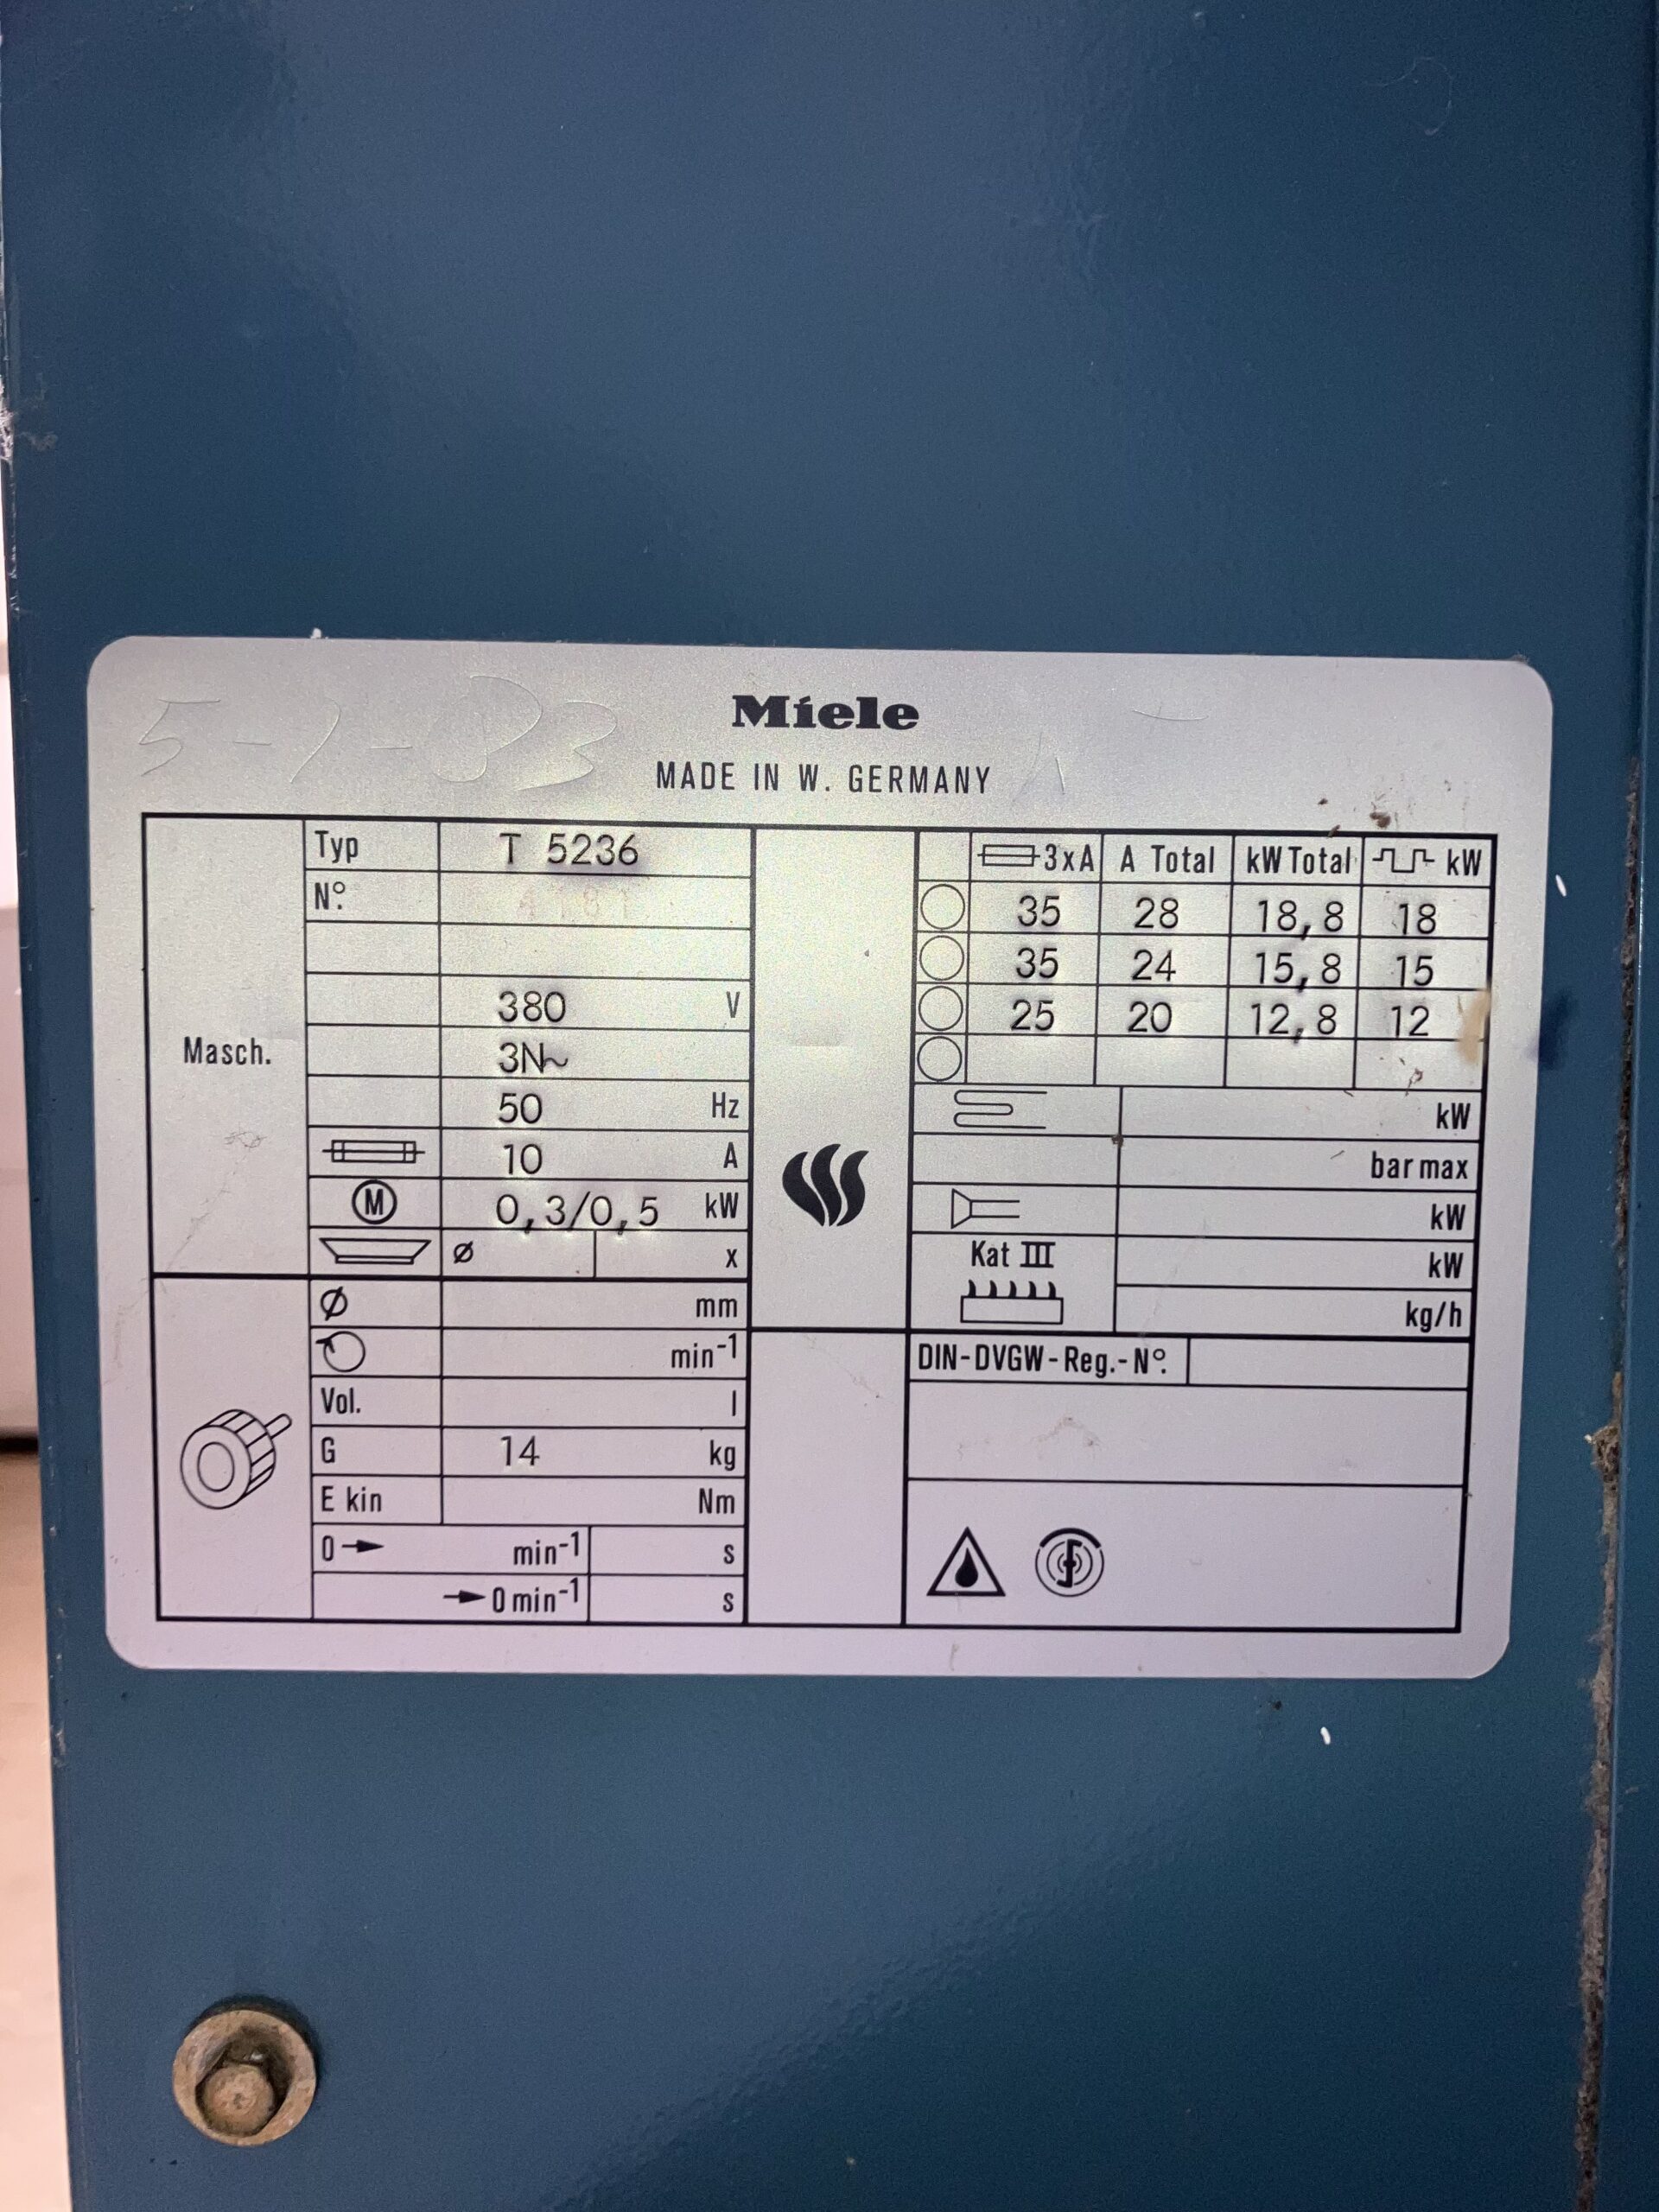 Miele
MADE IN W. GERMANY
Masch.
Typ T 5236
N°.
380 V
3N~
50 Hz
10 A
M 0,3/0,5 kW
ø x
Ø mm
min-1
Vol. l
G 14 kg
E kin Nm
0 → min-1 s
→ 0 min-1 s
3xA A Total kW Total kW
35 28 18,8 18
35 24 15,8 15
25 20 12,8 12
kW
bar max
kW
Kat III kW
kg/h
DIN-DVGW-Reg.-N°.